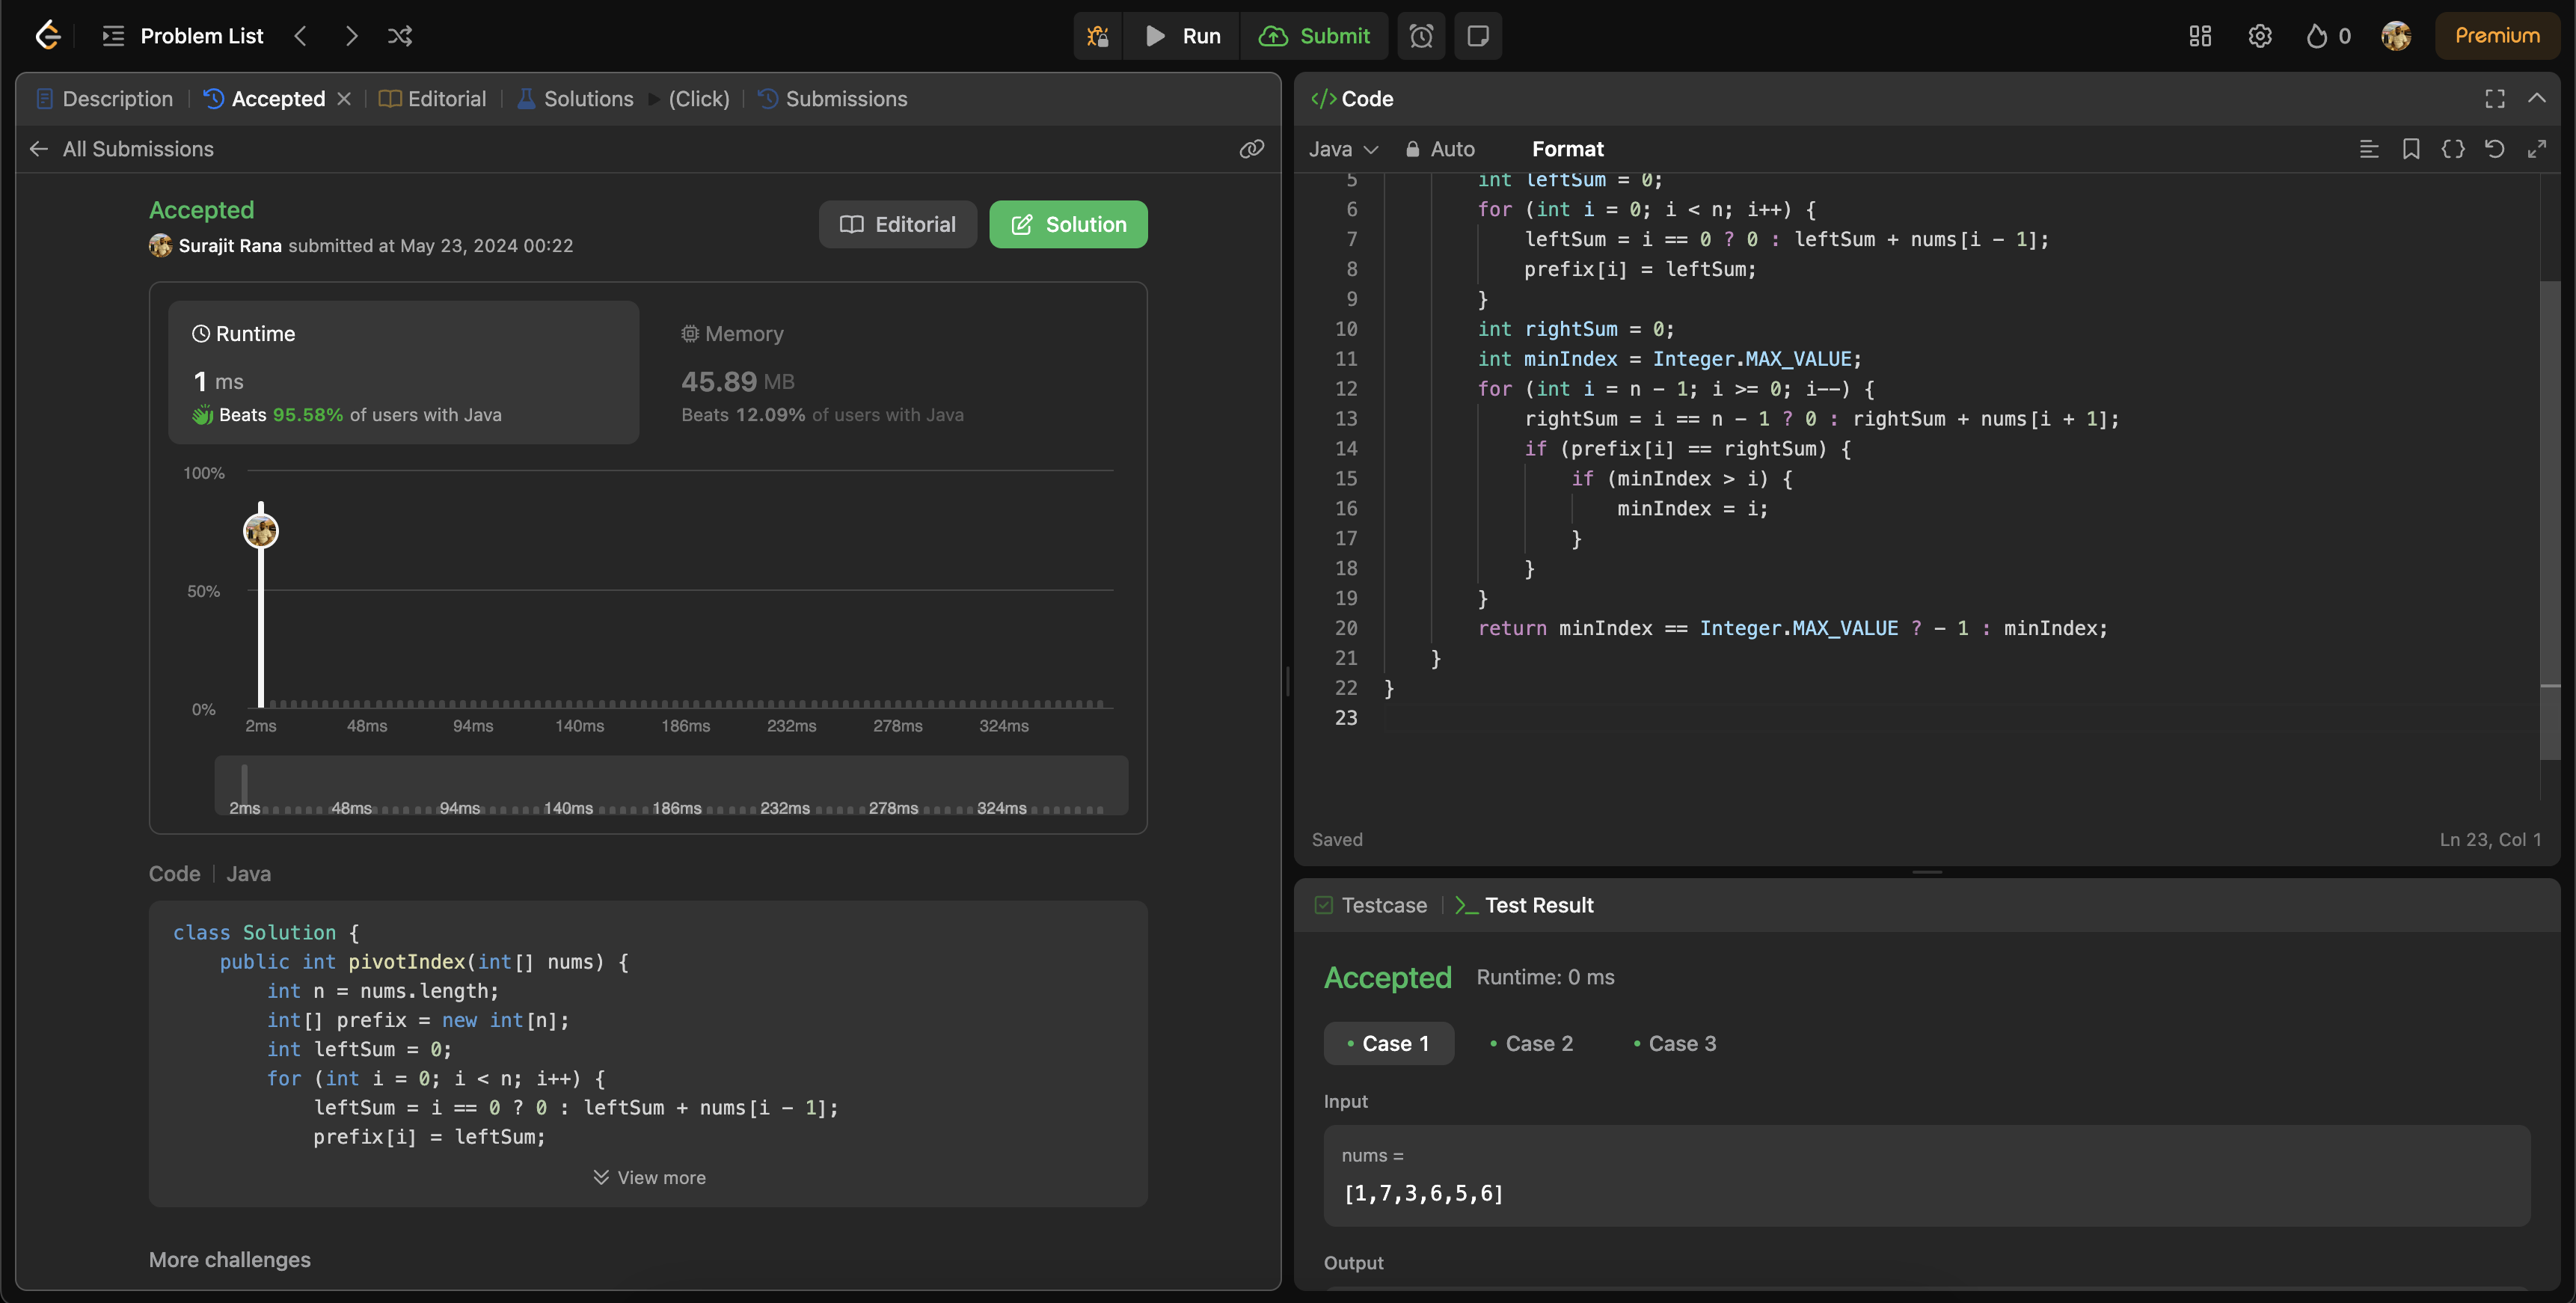 Problem List
Run
Submit
0
Premium
Description
Accepted
Editorial
Solutions
(Click)
Submissions
All Submissions
Accepted
Surajit Rana submitted at May 23, 2024 00:22
Editorial
Solution
Runtime
1 ms
Beats 95.58% of users with Java
Memory
45.89 MB
Beats 12.09% of users with Java
100%
50%
0%
2ms 48ms 94ms 140ms 186ms 232ms 278ms 324ms
2ms 48ms 94ms 140ms 186ms 232ms 278ms 324ms
Code | Java
class Solution {
    public int pivotIndex(int[] nums) {
        int n = nums.length;
        int[] prefix = new int[n];
        int leftSum = 0;
        for (int i = 0; i < n; i++) {
            leftSum = i == 0 ? 0 : leftSum + nums[i - 1];
            prefix[i] = leftSum;
View more
More challenges
</> Code
Java
Auto
Format
5 int leftSum = 0;
6 for (int i = 0; i < n; i++) {
7 leftSum = i == 0 ? 0 : leftSum + nums[i - 1];
8 prefix[i] = leftSum;
9 }
10 int rightSum = 0;
11 int minIndex = Integer.MAX_VALUE;
12 for (int i = n - 1; i >= 0; i--) {
13 rightSum = i == n - 1 ? 0 : rightSum + nums[i + 1];
14 if (prefix[i] == rightSum) {
15 if (minIndex > i) {
16 minIndex = i;
17 }
18 }
19 }
20 return minIndex == Integer.MAX_VALUE ? - 1 : minIndex;
21 }
22 }
23
Saved
Ln 23, Col 1
Testcase
Test Result
Accepted
Runtime: 0 ms
Case 1
Case 2
Case 3
Input
nums =
[1,7,3,6,5,6]
Output